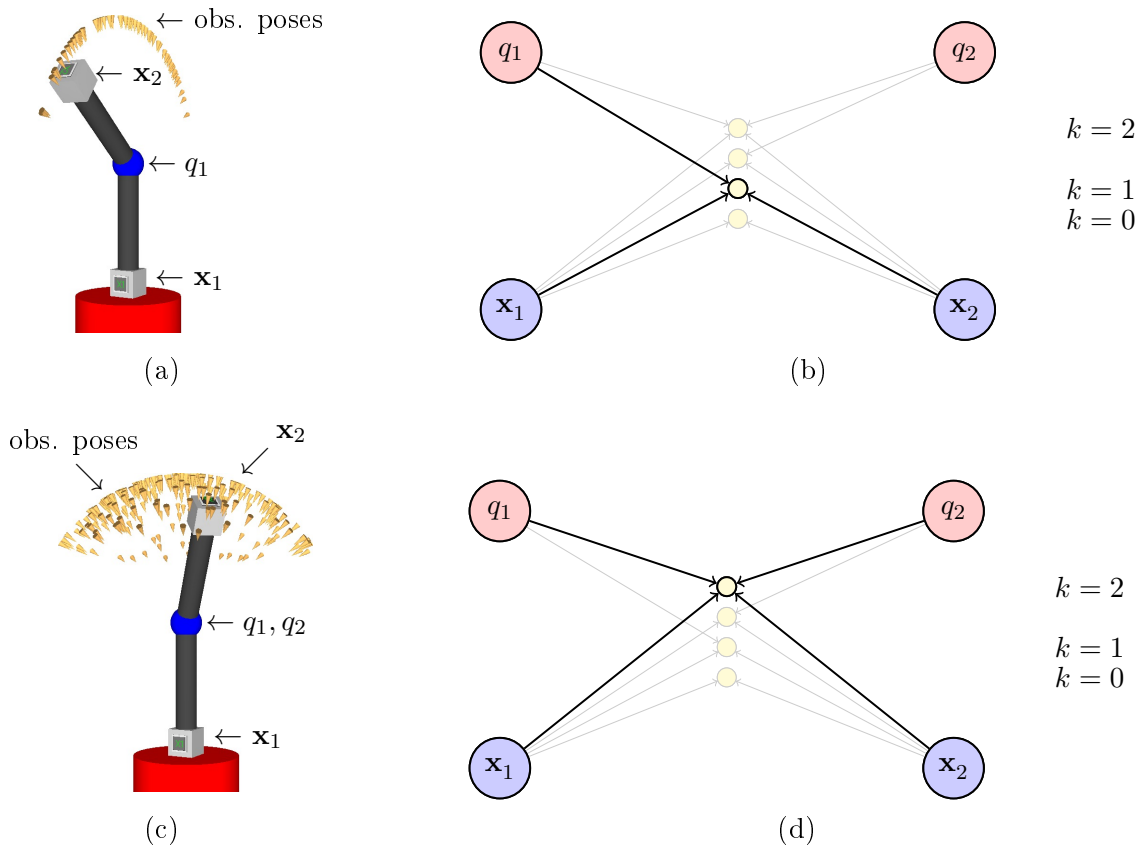 ← obs. poses
← x₂
← q₁
← x₁
(a)
q₁
q₂
k = 2
k = 1
k = 0
x₁
x₂
(b)
obs. poses
x₂
← q₁, q₂
← x₁
(c)
q₁
q₂
k = 2
k = 1
k = 0
x₁
x₂
(d)